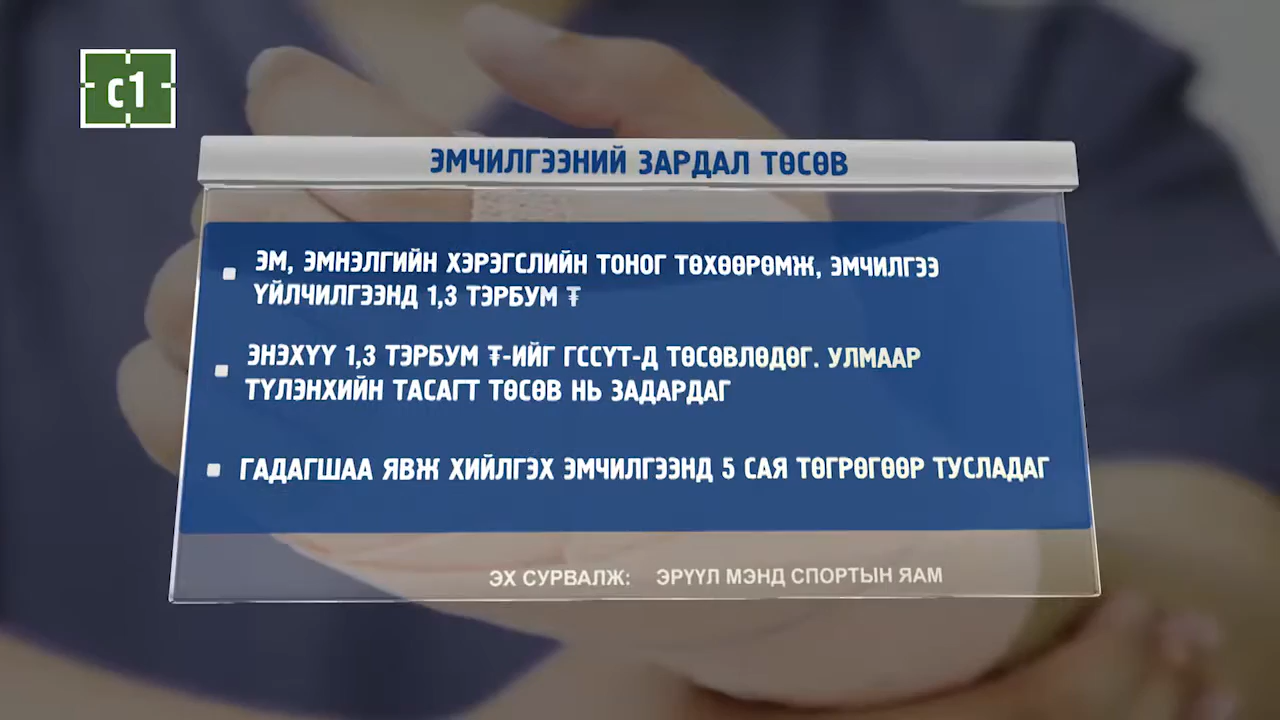 c1
ЭМЧИЛГЭЭНИЙ ЗАРДАЛ ТӨСӨВ
ЭМ, ЭМНЭЛГИЙН ХЭРЭГСЛИЙН ТОНОГ ТӨХӨӨРӨМЖ, ЭМЧИЛГЭЭ
ҮЙЛЧИЛГЭЭНД 1,3 ТЭРБУМ ₮
ЭНЭХҮҮ 1,3 ТЭРБУМ ₮-ИЙГ ГССҮТ-Д ТӨСӨВЛӨДӨГ. УЛМААР
ТҮЛЭНХИЙН ТАСАГТ ТӨСӨВ НЬ ЗАДАРДАГ
ГАДАГШАА ЯВЖ ХИЙЛГЭХ ЭМЧИЛГЭЭНД 5 САЯ ТӨГРӨГӨӨР ТУСЛАДАГ
ЭХ СУРВАЛЖ: ЭРҮҮЛ МЭНД СПОРТЫН ЯАМ